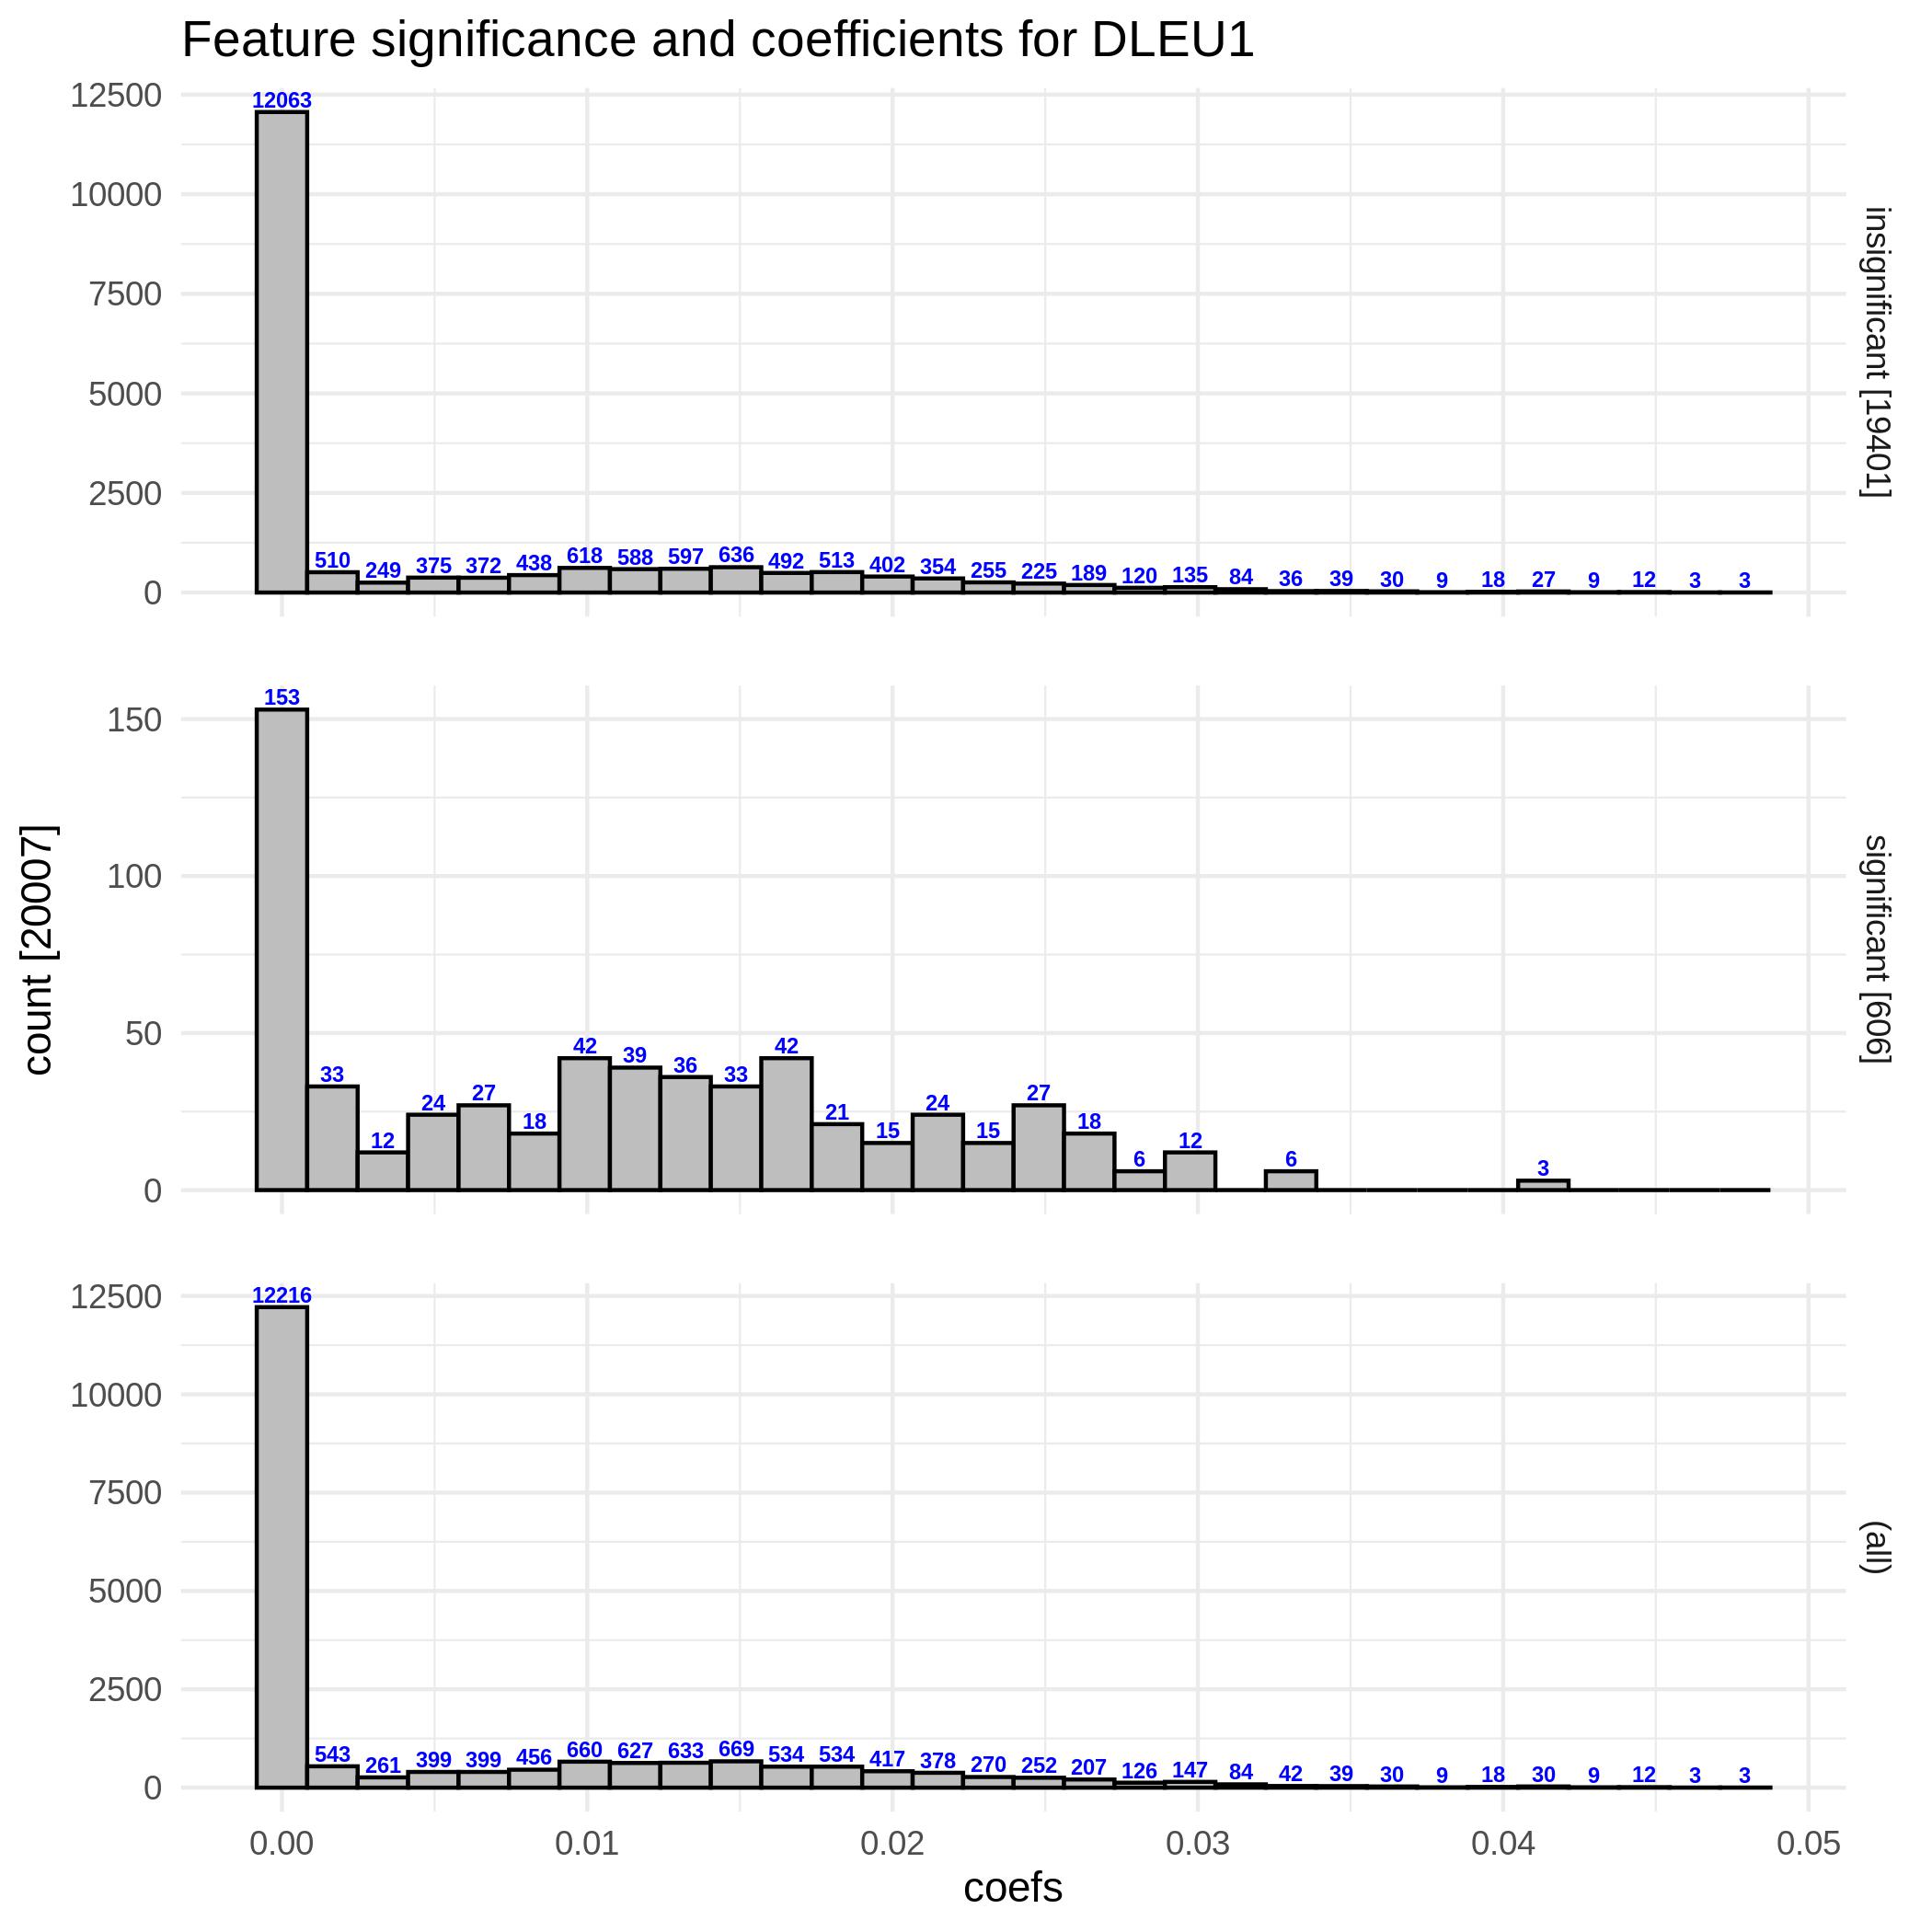 Feature significance and coefficients for DLEU1
12500
10000
7500
5000
2500
0
12063
510 249 375 372 438 618 588 597 636 492 513 402 354 255 225 189 120 135 84 36 39 30 9 18 27 9 12 3 3
insignificant [19401]
count [20007]
150
100
50
0
153
33 12 24 27 18 42 39 36 33 42 21 15 24 15 27 18 6 12 6 3
significant [606]
12500
10000
7500
5000
2500
0
12216
543 261 399 399 456 660 627 633 669 534 534 417 378 270 252 207 126 147 84 42 39 30 9 18 30 9 12 3 3
(all)
0.00 0.01 0.02 0.03 0.04 0.05
coefs